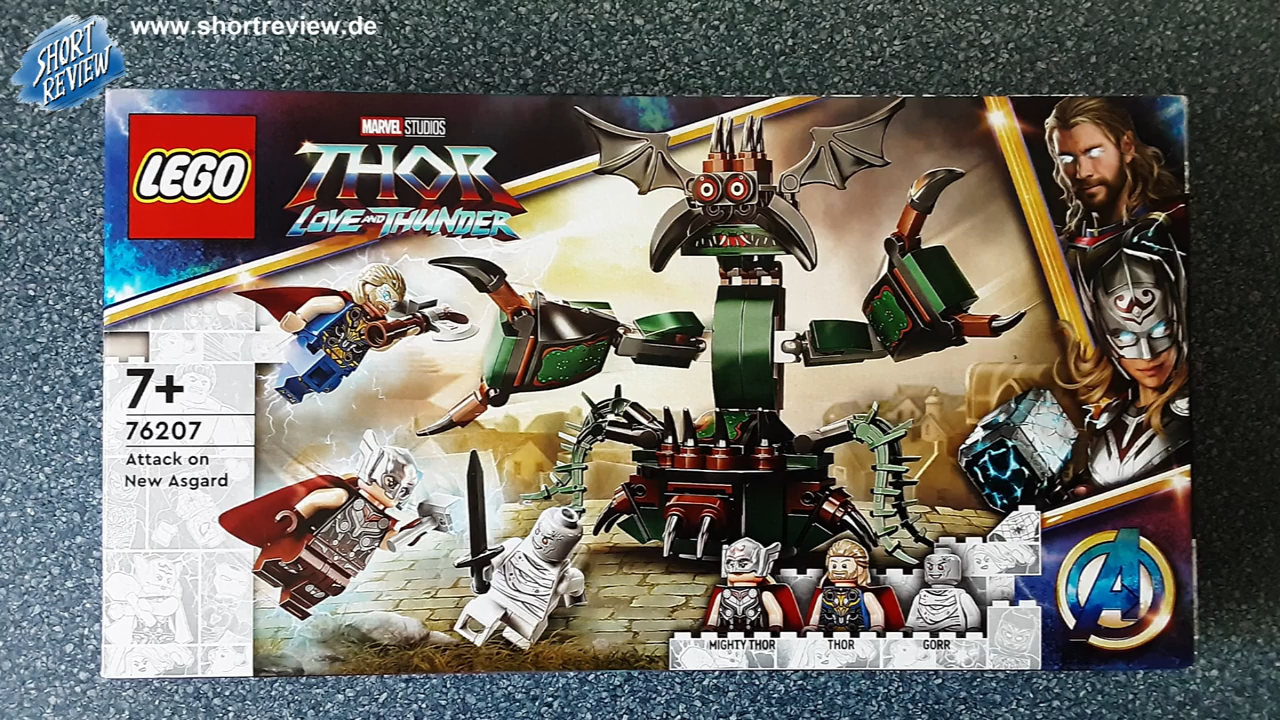 www.shortreview.de
SHORT
REVIEW
LEGO
MARVEL STUDIOS
THOR
LOVE AND THUNDER
7+
76207
Attack on
New Asgard
MIGHTY THOR
THOR
GORR